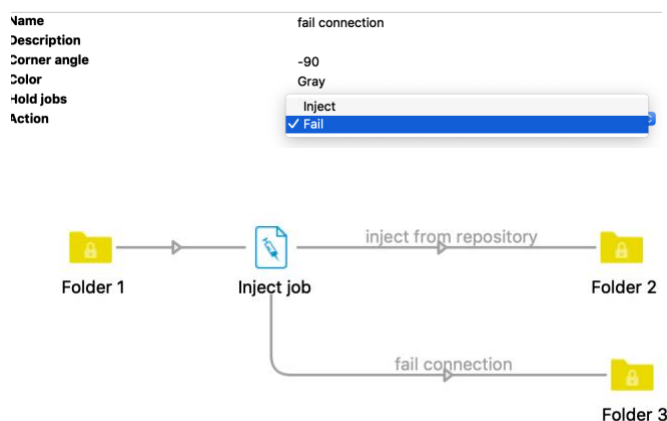 Name fail connection
Description
Corner angle -90
Color Gray
Hold jobs
Inject
Action
✓ Fail
inject from repository
Folder 1 Inject job Folder 2
fail connection
Folder 3